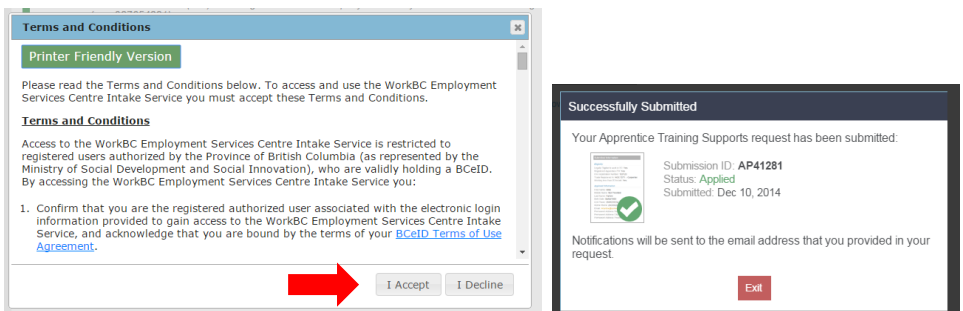 Terms and Conditions
Printer Friendly Version
Please read the Terms and Conditions below. To access and use the WorkBC Employment
Services Centre Intake Service you must accept these Terms and Conditions.
Terms and Conditions
Access to the WorkBC Employment Services Centre Intake Service is restricted to
registered users authorized by the Province of British Columbia (as represented by the
Ministry of Social Development and Social Innovation), who are validly holding a BCeID.
By accessing the WorkBC Employment Services Centre Intake Service you:
1. Confirm that you are the registered authorized user associated with the electronic login
information provided to gain access to the WorkBC Employment Services Centre Intake
Service, and acknowledge that you are bound by the terms of your BCeID Terms of Use
Agreement.
I Accept I Decline
Successfully Submitted
Your Apprentice Training Supports request has been submitted:
Submission ID: AP41281
Status: Applied
Submitted: Dec 10, 2014
Notifications will be sent to the email address that you provided in your
request.
Exit